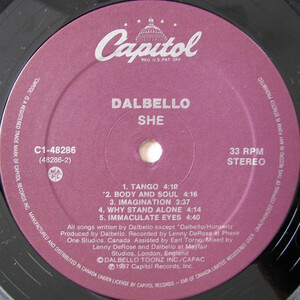 Capitol
REG. U.S. PAT. OFF.
DALBELLO
SHE
C1-48286
33 RPM
(48286-2)
STEREO
1. TANGO 4:10
*2. BODY AND SOUL 4:16
3. IMAGINATION 3:37
4. WHY STAND ALONE 4:14
5. IMMACULATE EYES 4:40
All songs written by Dalbello except *Dalbello/Hurwertz
Produced by Dalbello. Recorded by Lenny DeRose at Phase
One Studios, Canada. Assisted by Earl Torno; Mixed by
Lenny DeRose and Dalbello at Mayfair
Studios, London, England
©DALBELLO TOONZ INC./CAPAC
℗1987 Capitol Records, Inc.